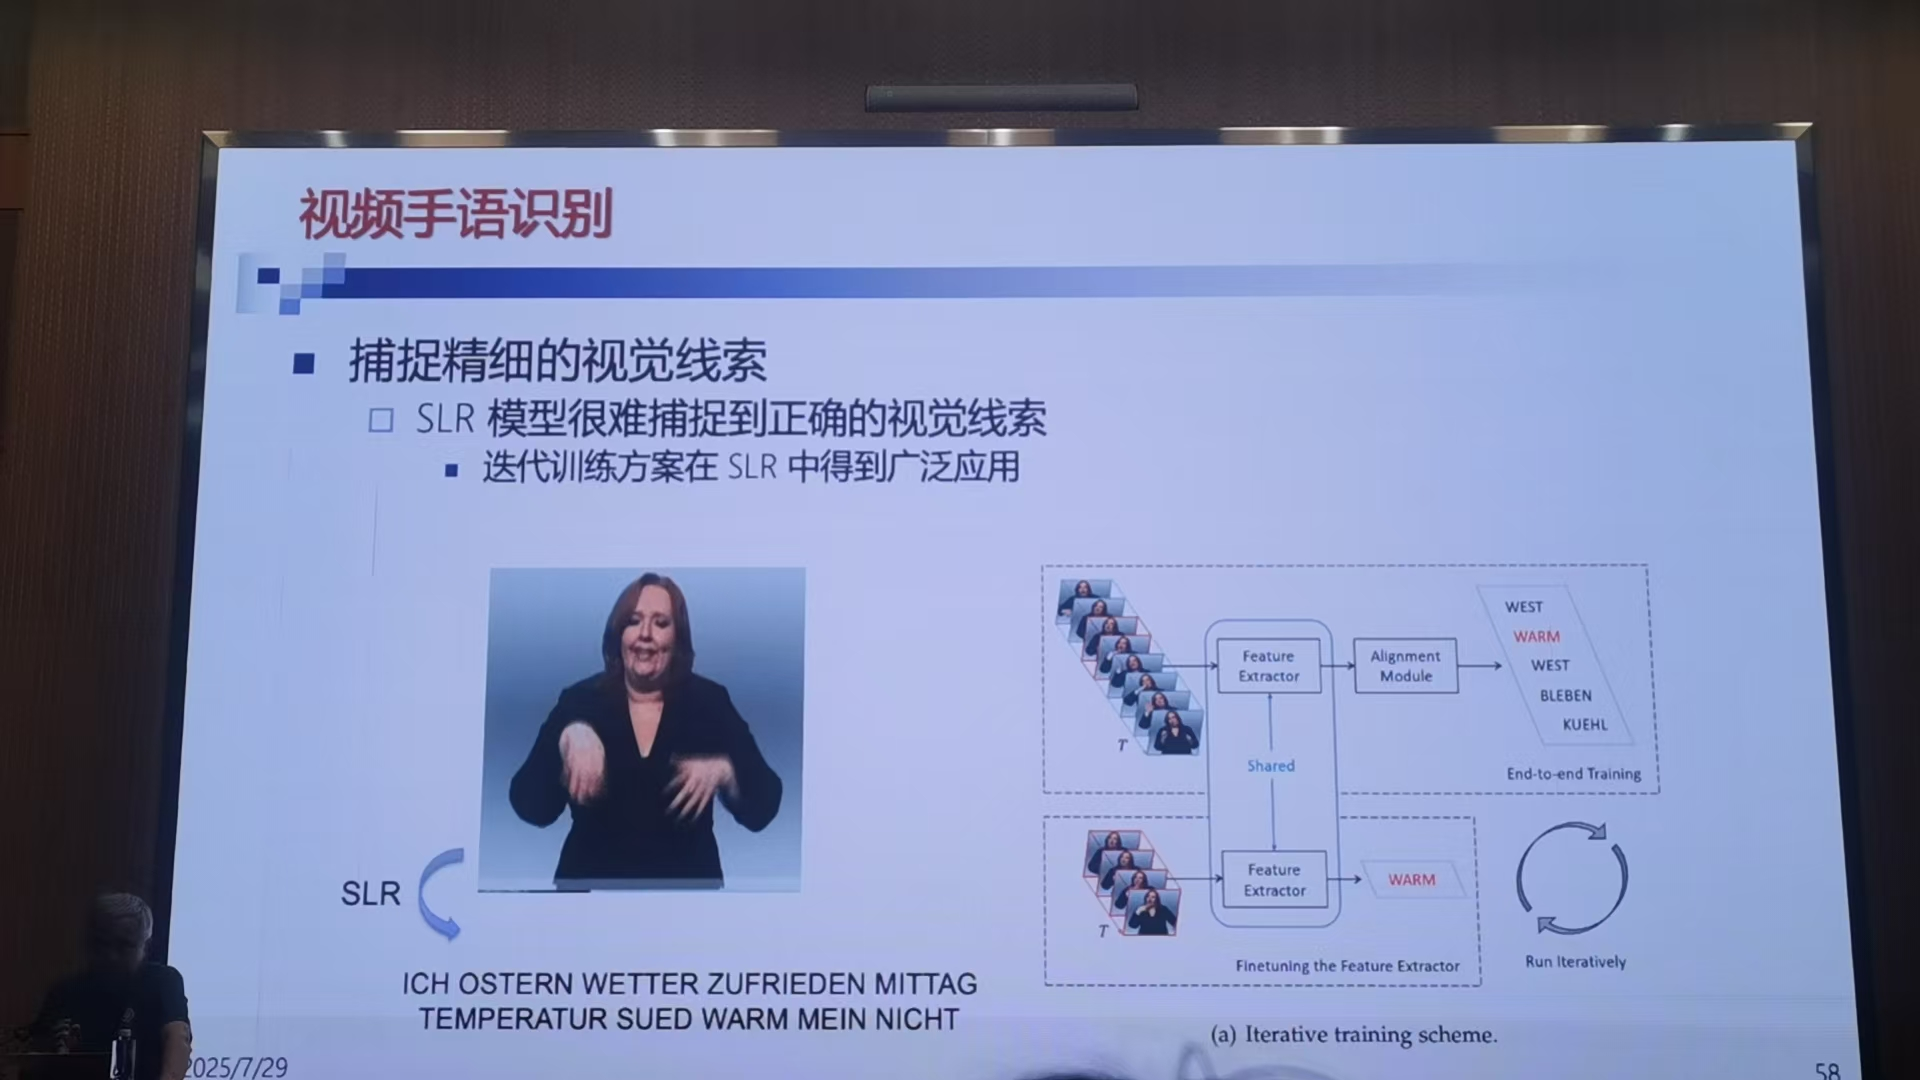 视频手语识别
捕捉精细的视觉线索
SLR 模型很难捕捉到正确的视觉线索
迭代训练方案在 SLR 中得到广泛应用
SLR
ICH OSTERN WETTER ZUFRIEDEN MITTAG
TEMPERATUR SUED WARM MEIN NICHT
T
Feature
Extractor
Alignment
Module
WEST
WARM
WEST
BLEBEN
KUEHL
End-to-end Training
Shared
T
Feature
Extractor
WARM
Finetuning the Feature Extractor
Run Iteratively
(a) Iterative training scheme.
2025/7/29
58